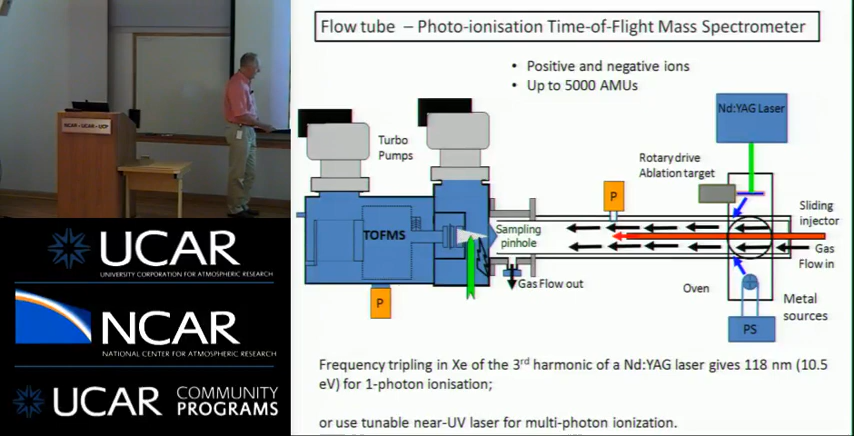 Flow tube – Photo-ionisation Time-of-Flight Mass Spectrometer
• Positive and negative ions
• Up to 5000 AMUs
Nd:YAG Laser
Turbo
Pumps
Rotary drive
Ablation target
P
Sliding
injector
TOFMS
Sampling
pinhole
Gas
Flow in
Gas Flow out
Oven
P
Metal
sources
PS
Frequency tripling in Xe of the 3rd harmonic of a Nd:YAG laser gives 118 nm (10.5
eV) for 1-photon ionisation;
or use tunable near-UV laser for multi-photon ionization.
NCAR - UCAR - UCP
UCAR
UNIVERSITY CORPORATION FOR ATMOSPHERIC RESEARCH
NCAR
NATIONAL CENTER FOR ATMOSPHERIC RESEARCH
UCAR COMMUNITY
PROGRAMS